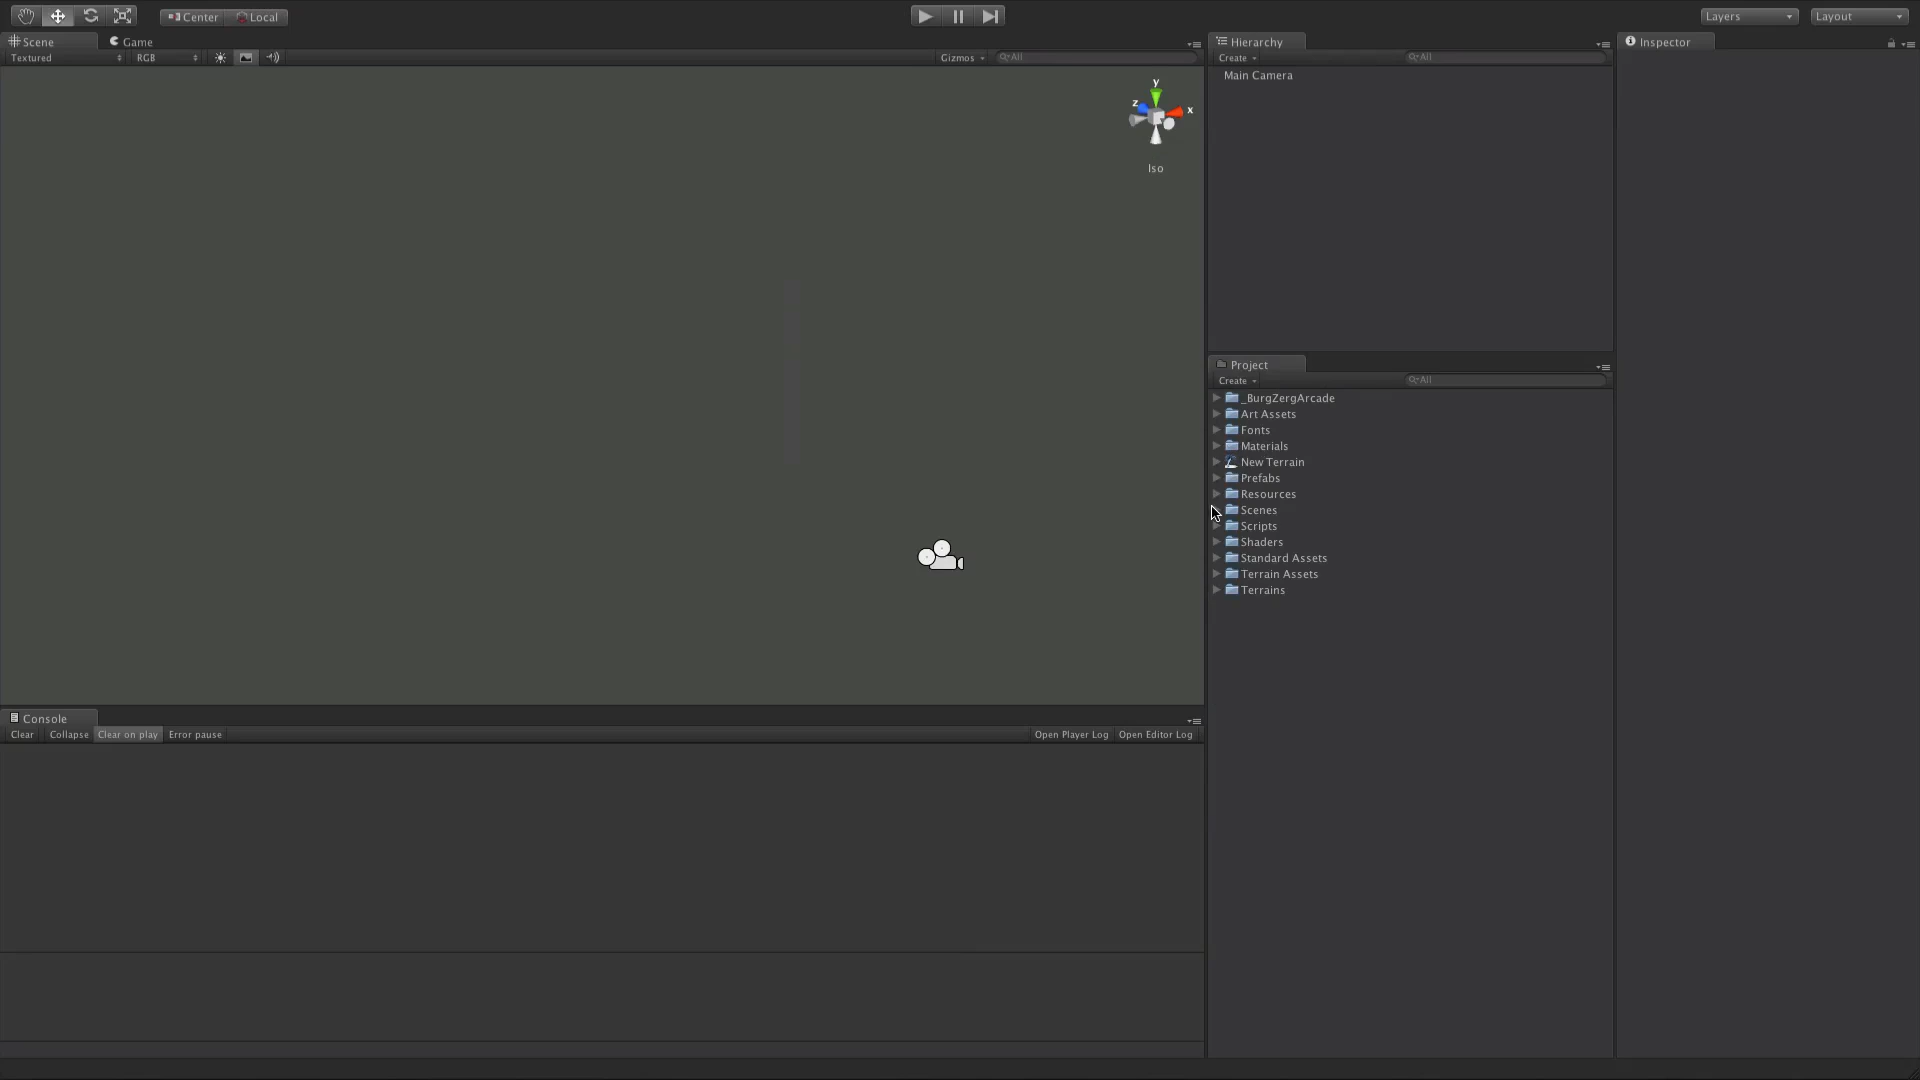 Center Local
Layers Layout
Scene Game
Textured RGB
Gizmos All
y
z x
Iso
Hierarchy
Create All
Main Camera
Inspector
Project
Create All
_BurgZergArcade
Art Assets
Fonts
Materials
New Terrain
Prefabs
Resources
Scenes
Scripts
Shaders
Standard Assets
Terrain Assets
Terrains
Console
Clear Collapse Clear on play Error pause
Open Player Log Open Editor Log